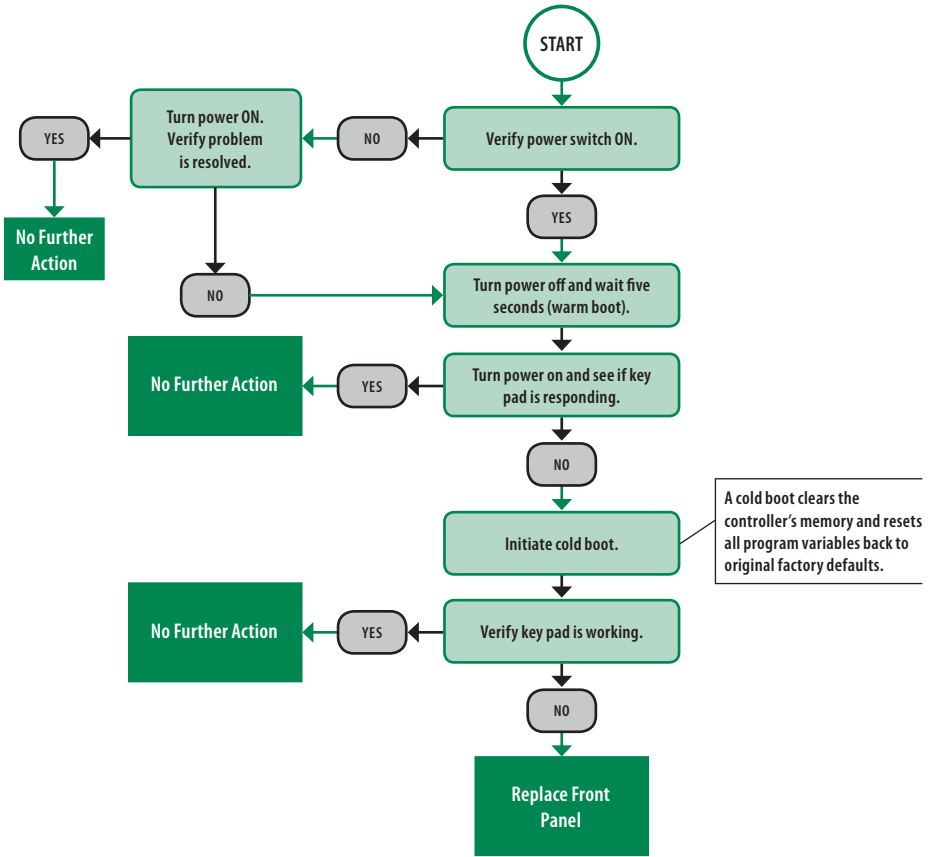 START
Verify power switch ON.
NO
Turn power ON.
Verify problem
is resolved.
YES
No Further
Action
YES
NO
Turn power off and wait five
seconds (warm boot).
Turn power on and see if key
pad is responding.
YES
No Further Action
NO
Initiate cold boot.
A cold boot clears the
controller's memory and resets
all program variables back to
original factory defaults.
Verify key pad is working.
YES
No Further Action
NO
Replace Front
Panel